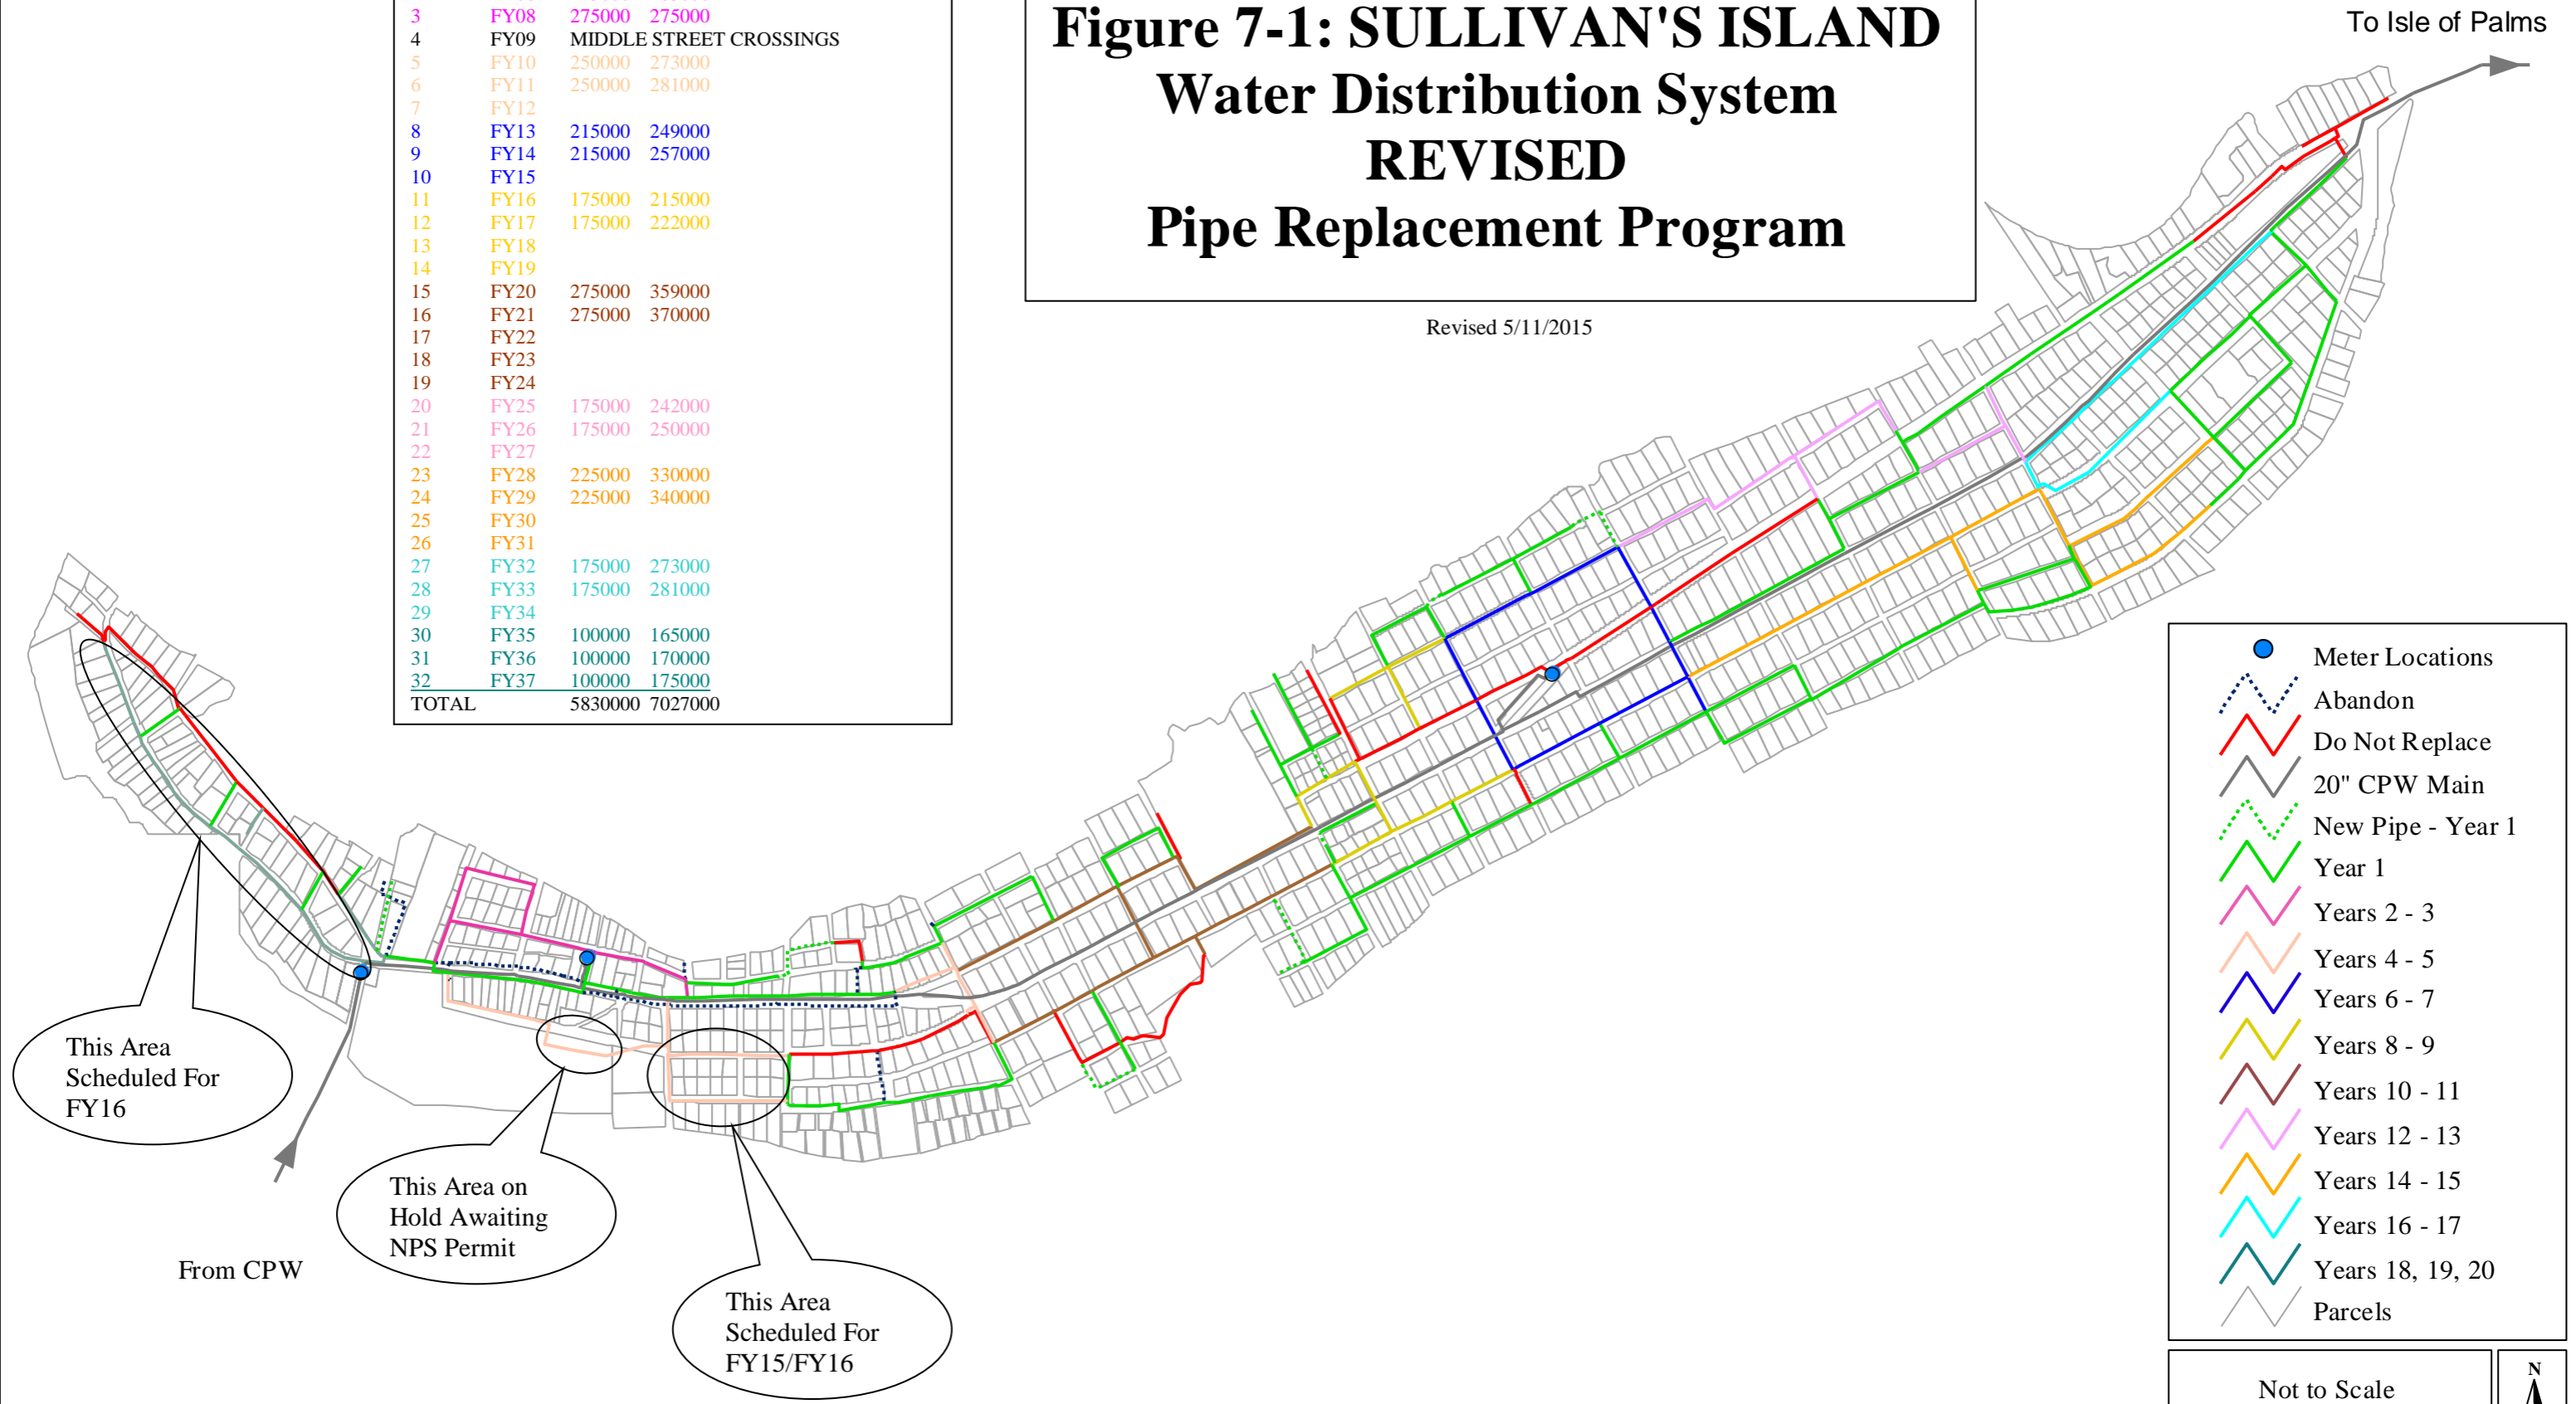 3 FY08 275000 275000
4 FY09 MIDDLE STREET CROSSINGS
5 FY10 250000 273000
6 FY11 250000 281000
7 FY12
8 FY13 215000 249000
9 FY14 215000 257000
10 FY15
11 FY16 175000 215000
12 FY17 175000 222000
13 FY18
14 FY19
15 FY20 275000 359000
16 FY21 275000 370000
17 FY22
18 FY23
19 FY24
20 FY25 175000 242000
21 FY26 175000 250000
22 FY27
23 FY28 225000 330000
24 FY29 225000 340000
25 FY30
26 FY31
27 FY32 175000 273000
28 FY33 175000 281000
29 FY34
30 FY35 100000 165000
31 FY36 100000 170000
32 FY37 100000 175000
TOTAL 5830000 7027000
Figure 7-1: SULLIVAN'S ISLAND
Water Distribution System
REVISED
Pipe Replacement Program
Revised 5/11/2015
To Isle of Palms
This Area
Scheduled For
FY16
From CPW
This Area on
Hold Awaiting
NPS Permit
This Area
Scheduled For
FY15/FY16
Meter Locations
Abandon
Do Not Replace
20" CPW Main
New Pipe - Year 1
Year 1
Years 2 - 3
Years 4 - 5
Years 6 - 7
Years 8 - 9
Years 10 - 11
Years 12 - 13
Years 14 - 15
Years 16 - 17
Years 18, 19, 20
Parcels
Not to Scale
N